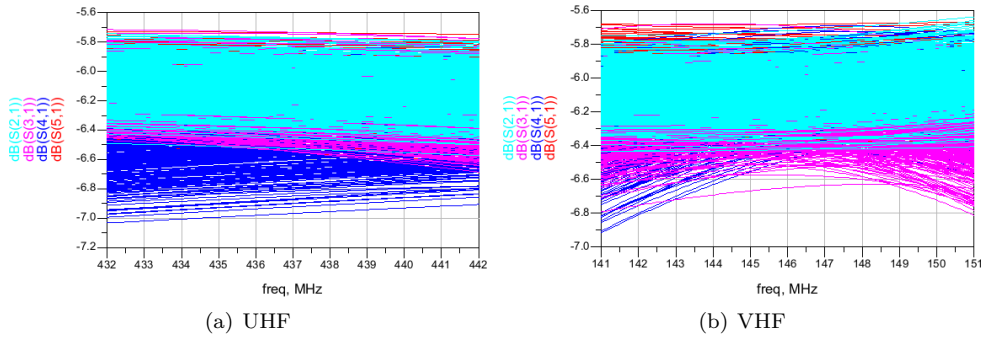 -5.6
-5.8
-6.0
-6.2
-6.4
-6.6
-6.8
-7.0
-7.2
432 433 434 435 436 437 438 439 440 441 442
freq, MHz
dB(S(2,1))
dB(S(3,1))
dB(S(4,1))
dB(S(5,1))
(a) UHF
-5.6
-5.8
-6.0
-6.2
-6.4
-6.6
-6.8
-7.0
141 142 143 144 145 146 147 148 149 150 151
freq, MHz
dB(S(2,1))
dB(S(3,1))
dB(S(4,1))
dB(S(5,1))
(b) VHF